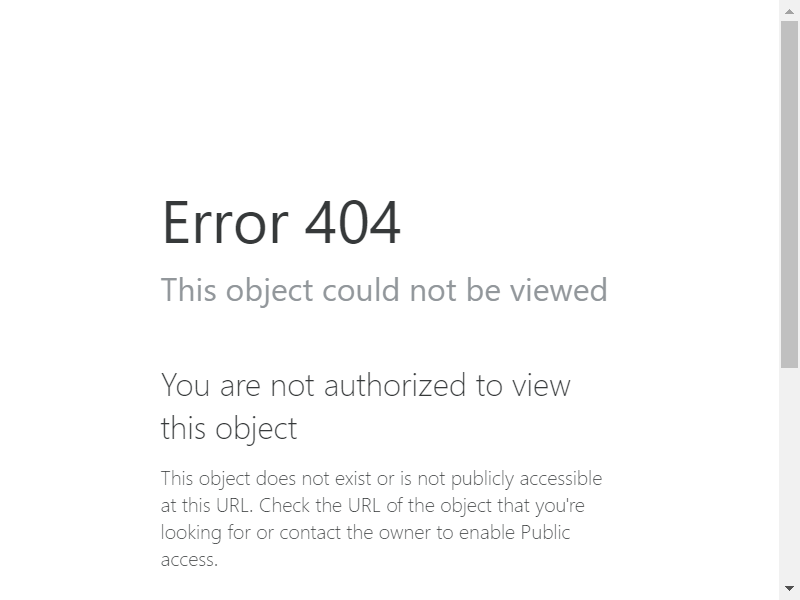 Error 404
This object could not be viewed
You are not authorized to view
this object
This object does not exist or is not publicly accessible
at this URL. Check the URL of the object that you're
looking for or contact the owner to enable Public
access.